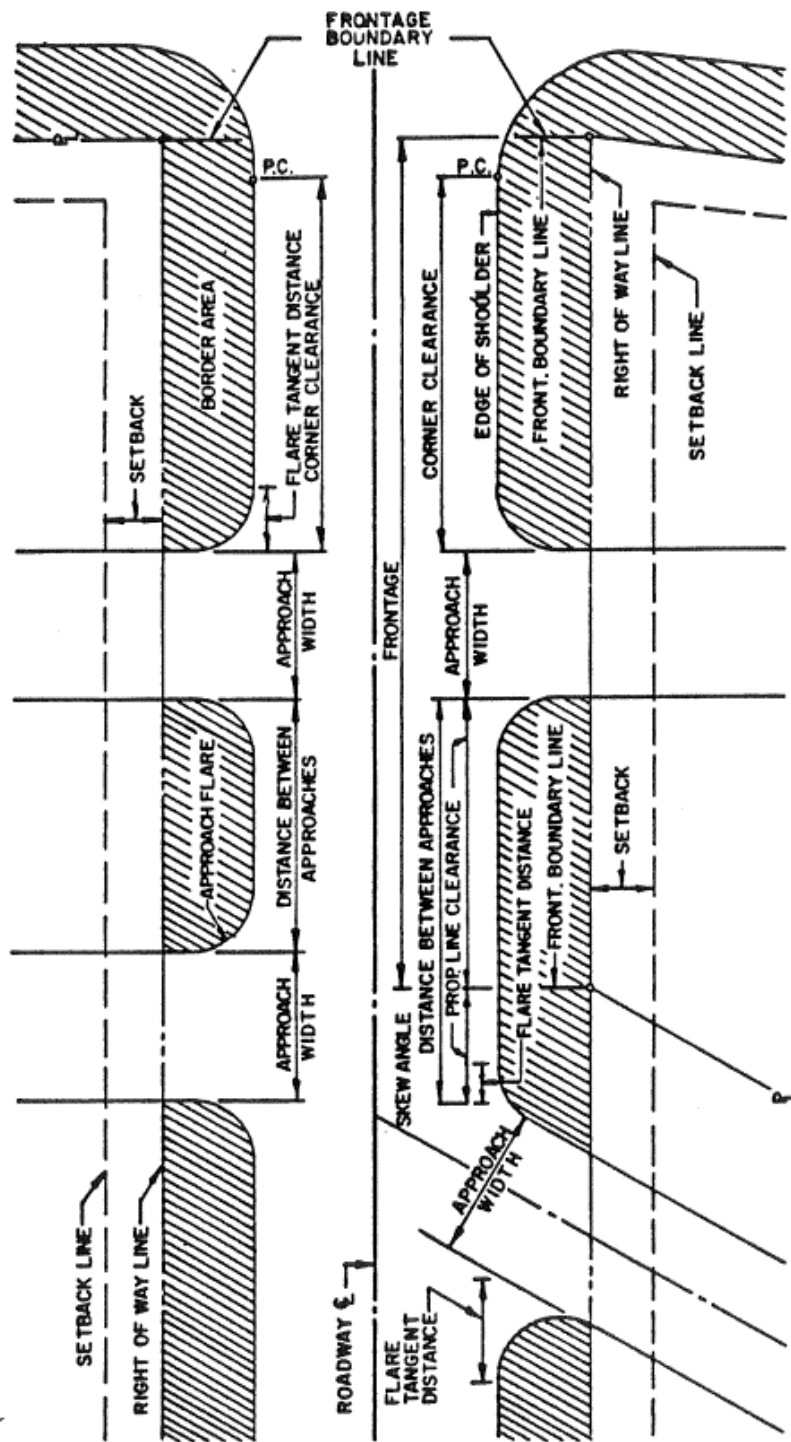 FRONTAGE
BOUNDARY
LINE
P
P.C.
P.C.
BORDER AREA
FLARE TANGENT DISTANCE
CORNER CLEARANCE
SETBACK
CORNER CLEARANCE
EDGE OF SHOULDER
FRONT. BOUNDARY LINE
RIGHT OF WAY LINE
SETBACK LINE
APPROACH
WIDTH
FRONTAGE
APPROACH
WIDTH
APPROACH FLARE
DISTANCE BETWEEN
APPROACHES
DISTANCE BETWEEN APPROACHES
PROP. LINE CLEARANCE
FLARE TANGENT DISTANCE
FRONT. BOUNDARY LINE
SETBACK
APPROACH
WIDTH
SKEW ANGLE
APPROACH
WIDTH
P
SETBACK LINE
RIGHT OF WAY LINE
ROADWAY ℄
FLARE
TANGENT
DISTANCE